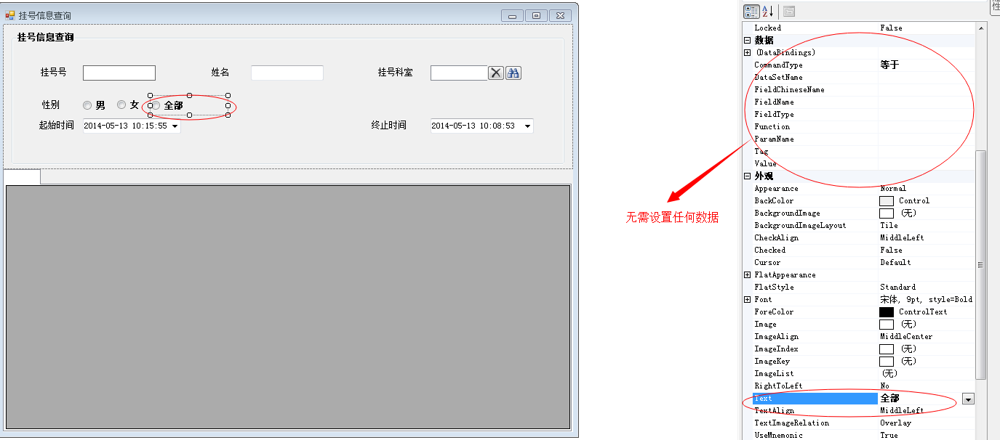 挂号信息查询
挂号信息查询
挂号号
姓名
挂号科室
性别
男
女
全部
起始时间
2014-05-13 10:15:55
终止时间
2014-05-13 10:08:53
无需设置任何数据
Locked False
数据
(DataBindings)
CommandType 等于
DataSetName
FieldChineseName
FieldName
FieldType
Function
ParamName
Tag
Value
外观
Appearance Normal
BackColor Control
BackgroundImage (无)
BackgroundImageLayout Tile
CheckAlign MiddleLeft
Checked False
Cursor Default
FlatAppearance
FlatStyle Standard
Font 宋体, 9pt, style=Bold
ForeColor ControlText
Image (无)
ImageAlign MiddleCenter
ImageIndex (无)
ImageKey (无)
ImageList (无)
RightToLeft No
Text 全部
TextAlign MiddleLeft
TextImageRelation Overlay
UseMnemonic True